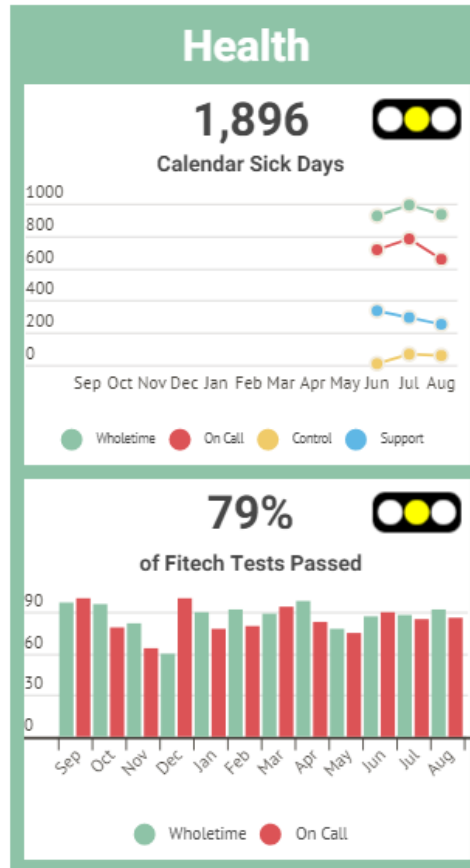 Health
1,896
Calendar Sick Days
1000
800
600
400
200
0
Sep Oct Nov Dec Jan Feb Mar Apr May Jun Jul Aug
Wholetime On Call Control Support
79%
of Fitech Tests Passed
90
60
30
0
Sep Oct Nov Dec Jan Feb Mar Apr May Jun Jul Aug
Wholetime On Call